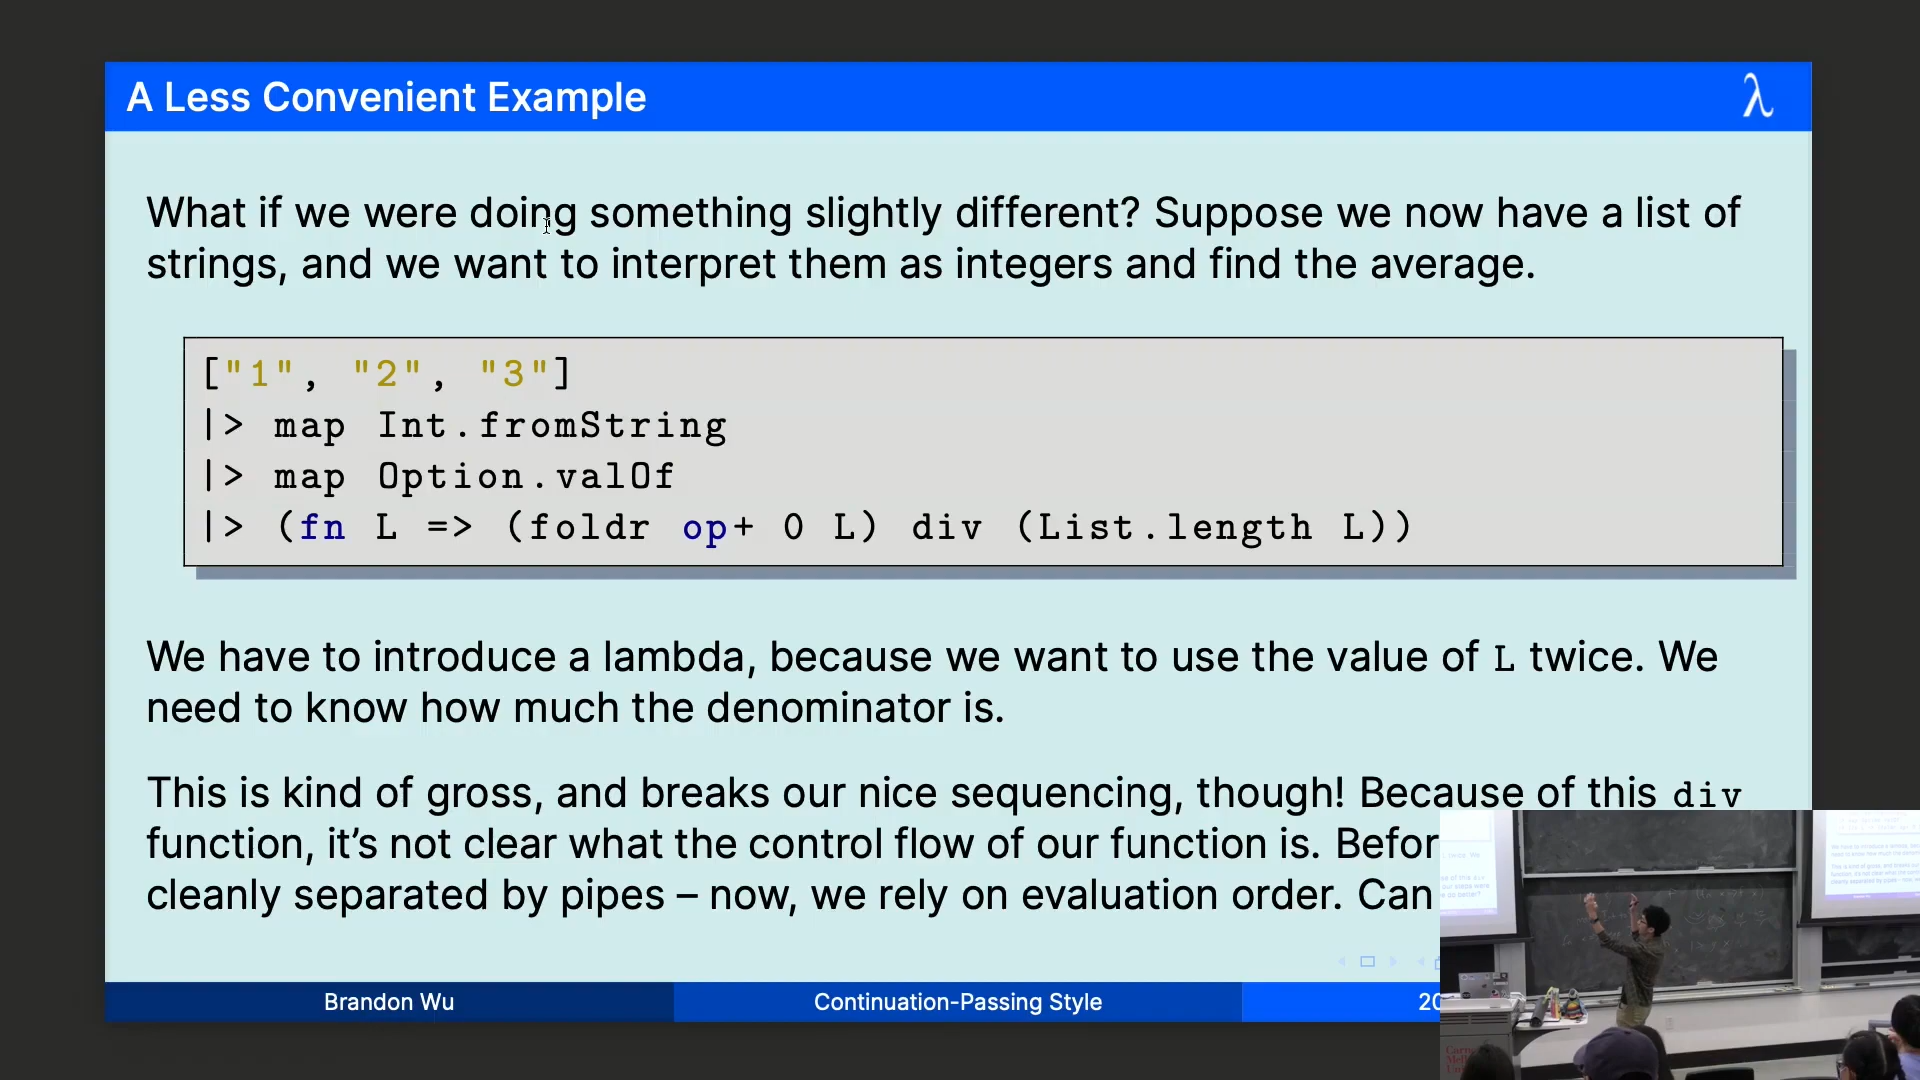 A Less Convenient Example
λ
What if we were doing something slightly different? Suppose we now have a list of
strings, and we want to interpret them as integers and find the average.
["1", "2", "3"]
|> map Int.fromString
|> map Option.valOf
|> (fn L => (foldr op+ 0 L) div (List.length L))
We have to introduce a lambda, because we want to use the value of L twice. We
need to know how much the denominator is.
This is kind of gross, and breaks our nice sequencing, though! Because of this div
function, it's not clear what the control flow of our function is. Befor
cleanly separated by pipes – now, we rely on evaluation order. Can
Brandon Wu
Continuation-Passing Style
20